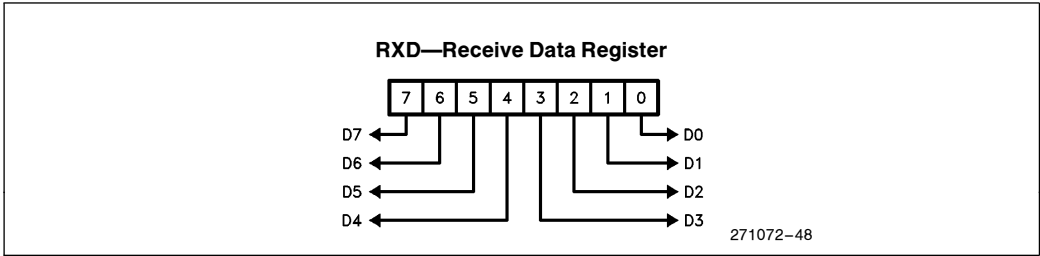 RXD—Receive Data Register
7 6 5 4 3 2 1 0
D7 D0
D6 D1
D5 D2
D4 D3
271072–48